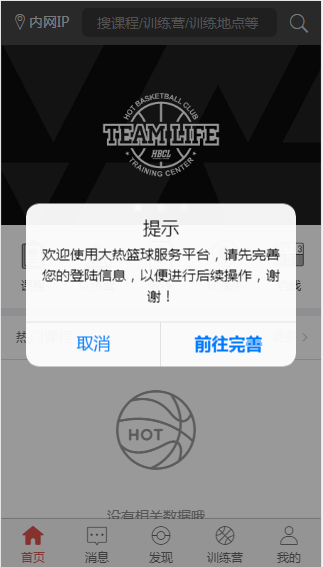 内网IP
搜课程/训练营/训练地点等
HOT BASKETBALL CLUB
TEAM LIFE
HBCL
TRAINING CENTER
提示
欢迎使用大热篮球服务平台，请先完善
您的登陆信息，以便进行后续操作，谢
谢！
取消
前往完善
HOT
没有相关数据哦
首页
消息
发现
训练营
我的